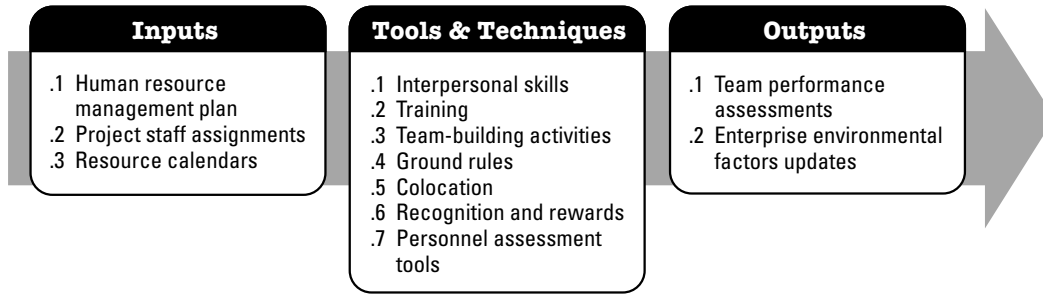 Inputs
.1 Human resource
management plan
.2 Project staff assignments
.3 Resource calendars
Tools & Techniques
.1 Interpersonal skills
.2 Training
.3 Team-building activities
.4 Ground rules
.5 Colocation
.6 Recognition and rewards
.7 Personnel assessment
tools
Outputs
.1 Team performance
assessments
.2 Enterprise environmental
factors updates